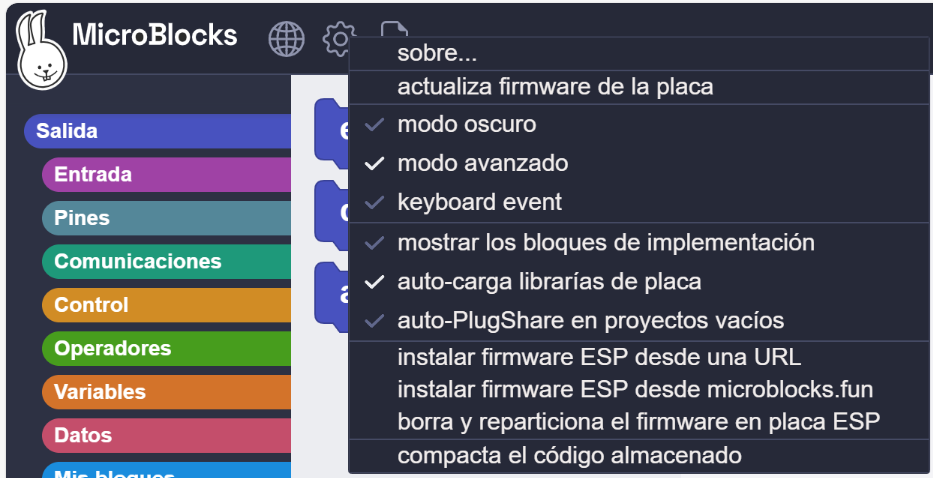 MicroBlocks
sobre...
actualiza firmware de la placa
modo oscuro
modo avanzado
keyboard event
mostrar los bloques de implementación
auto-carga librarías de placa
auto-PlugShare en proyectos vacíos
instalar firmware ESP desde una URL
instalar firmware ESP desde microblocks.fun
borra y reparticiona el firmware en placa ESP
compacta el código almacenado
Salida
Entrada
Pines
Comunicaciones
Control
Operadores
Variables
Datos
Mis bloques